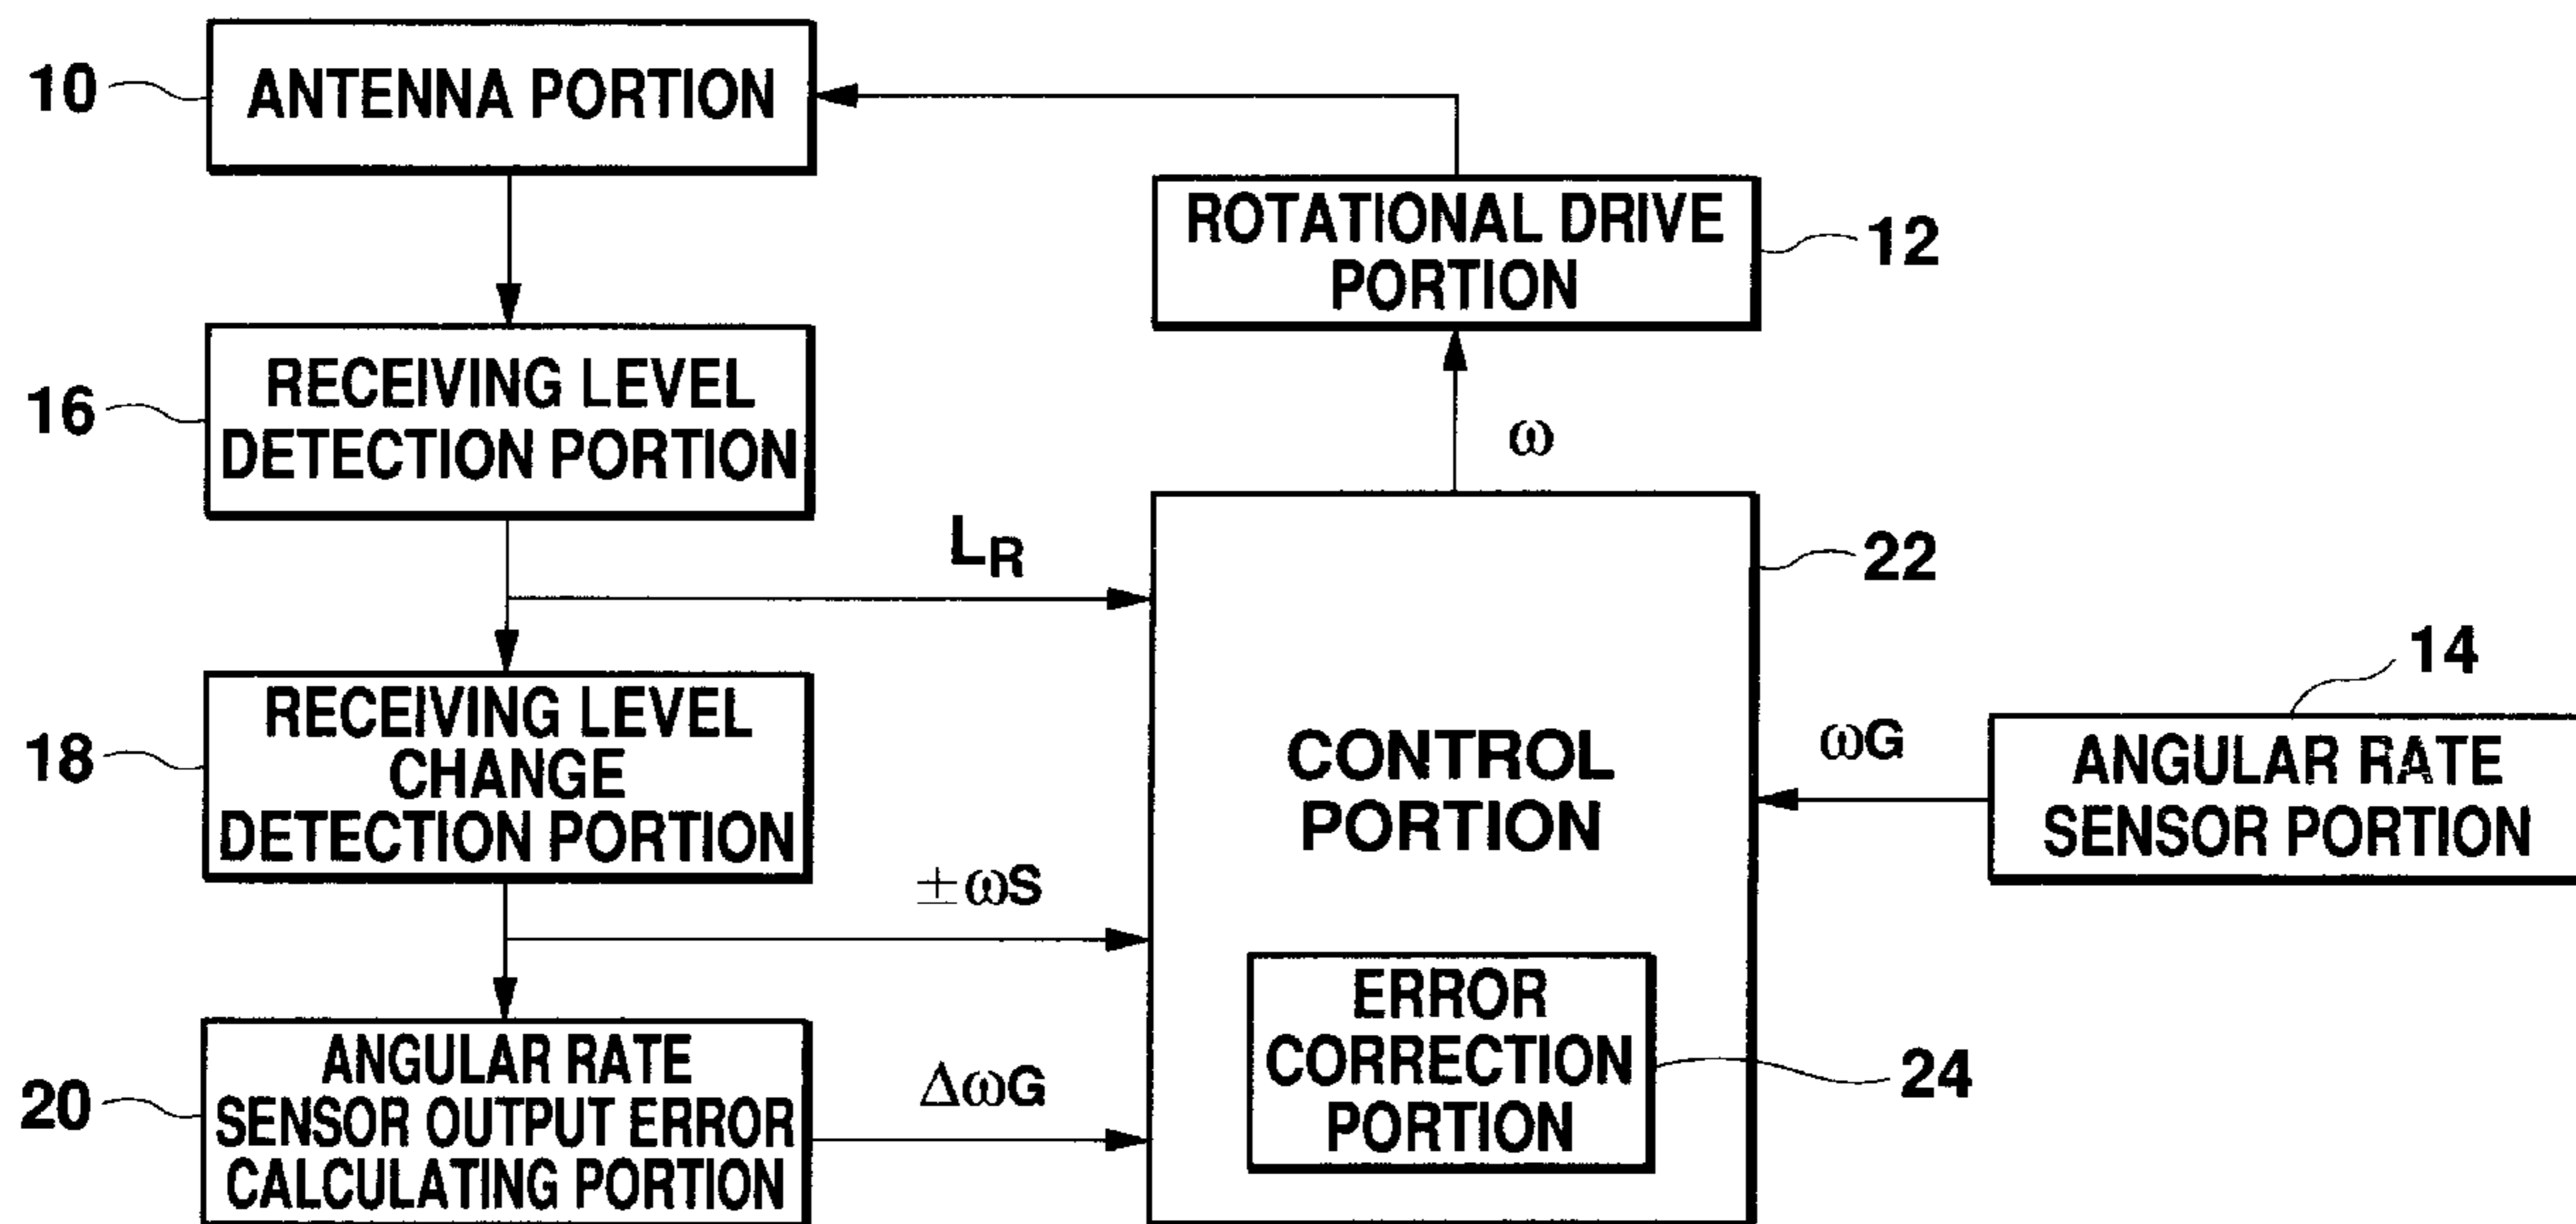 10
ANTENNA PORTION
ROTATIONAL DRIVE
PORTION
12
16
RECEIVING LEVEL
DETECTION PORTION
ω
LR
22
18
RECEIVING LEVEL
CHANGE
DETECTION PORTION
CONTROL
PORTION
ωG
14
ANGULAR RATE
SENSOR PORTION
±ωS
20
ANGULAR RATE
SENSOR OUTPUT ERROR
CALCULATING PORTION
ΔωG
ERROR
CORRECTION
PORTION
24